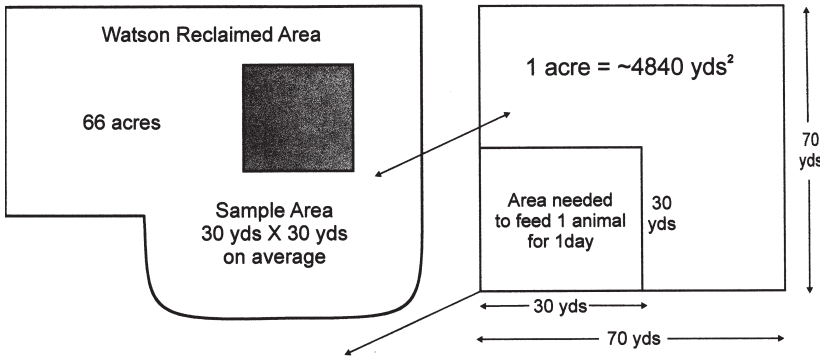 Watson Reclaimed Area
66 acres
Sample Area
30 yds X 30 yds
on average
1 acre = ~4840 yds²
70
yds
Area needed
to feed 1 animal
for 1day
30
yds
30 yds
70 yds